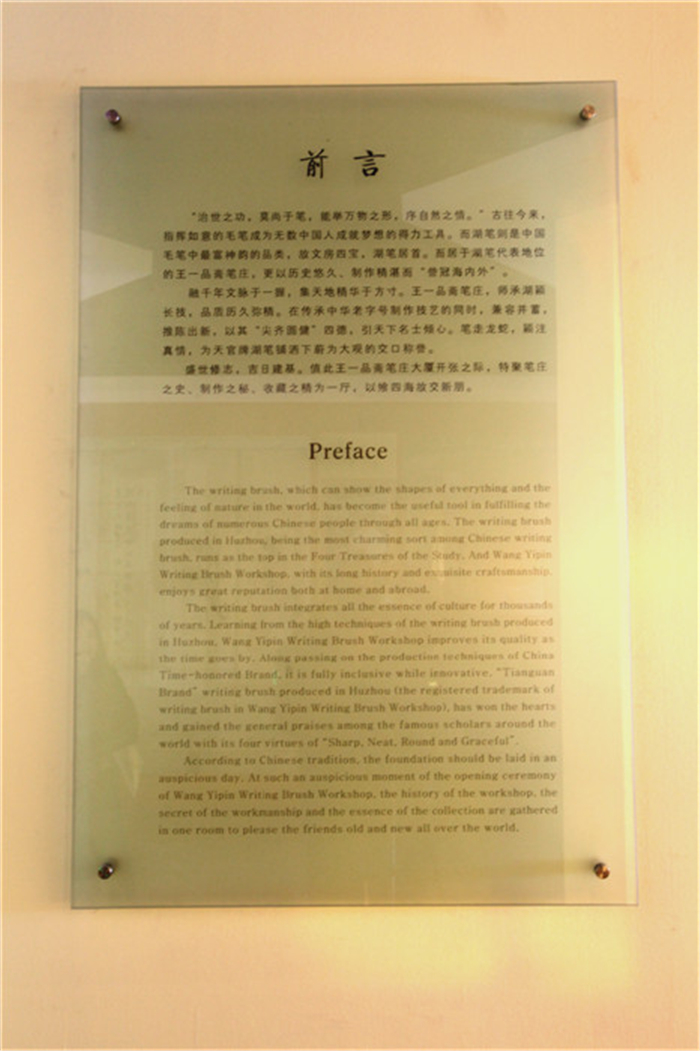 前言
“治世之功，莫尚于笔，能举万物之形，序自然之情。”古往今来，
指挥如意的毛笔成为无数中国人成就梦想的得力工具。而湖笔则是中国
毛笔中最富神韵的品类，故文房四宝，湖笔居首。而居于湖笔代表地位
的王一品斋笔庄，更以历史悠久、制作精湛而“誉冠海内外”。
融千年文脉于一握，集天地精华于方寸。王一品斋笔庄，师承湖颖
长技，品质历久弥精。在传承中华老字号制作技艺的同时，兼容并蓄，
推陈出新，以其“尖齐圆健”四德，引天下名士倾心。笔走龙蛇，颖注
真情，为天官牌湖笔铺洒下蔚为大观的交口称誉。
盛世修志，吉日建基。值此王一品斋笔庄大厦开张之际，特聚笔庄
之史、制作之秘、收藏之精为一厅，以飨四海故交新朋。
Preface
The writing brush, which can show the shapes of everything and the
feeling of nature in the world, has become the useful tool in fulfilling the
dreams of numerous Chinese people through all ages. The writing brush
produced in Huzhou, being the most charming sort among Chinese writing
brush, runs as the top in the Four Treasures of the Study. And Wang Yipin
Writing Brush Workshop, with its long history and exquisite craftsmanship,
enjoys great reputation both at home and abroad.
The writing brush integrates all the essence of culture for thousands
of years. Learning from the high techniques of the writing brush produced
in Huzhou, Wang Yipin Writing Brush Workshop improves its quality as
the time goes by. Along passing on the production techniques of China
Time-honored Brand, it is fully inclusive while innovative. "Tianguan
Brand" writing brush produced in Huzhou (the registered trademark of
writing brush in Wang Yipin Writing Brush Workshop), has won the hearts
and gained the general praises among the famous scholars around the
world with its four virtues of "Sharp, Neat, Round and Graceful".
According to Chinese tradition, the foundation should be laid in an
auspicious day. At such an auspicious moment of the opening ceremony
of Wang Yipin Writing Brush Workshop, the history of the workshop, the
secret of the workmanship and the essence of the collection are gathered
in one room to please the friends old and new all over the world.